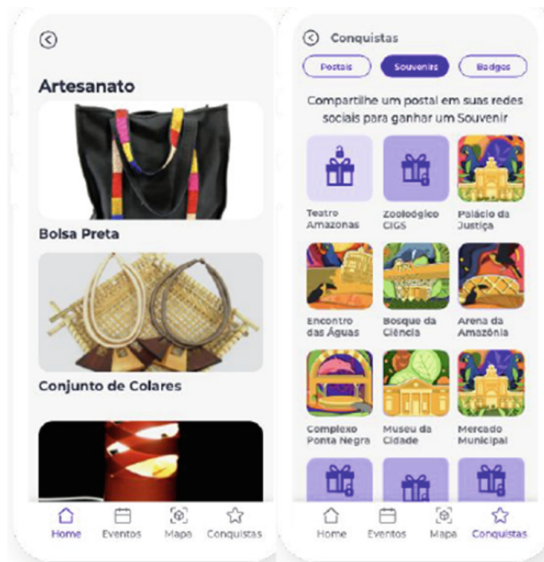 Artesanato
Bolsa Preta
Conjunto de Colares
Home Eventos Mapa Conquistas
Conquistas
Postais Souvenirs Badges
Compartilhe um postal em suas redes
sociais para ganhar um Souvenir
Teatro
Amazonas
Zoológico
CIGS
Palácio da
Justiça
Encontro
das Águas
Bosque da
Ciência
Arena da
Amazônia
Complexo
Ponta Negra
Museu da
Cidade
Mercado
Municipal
Home Eventos Mapa Conquistas